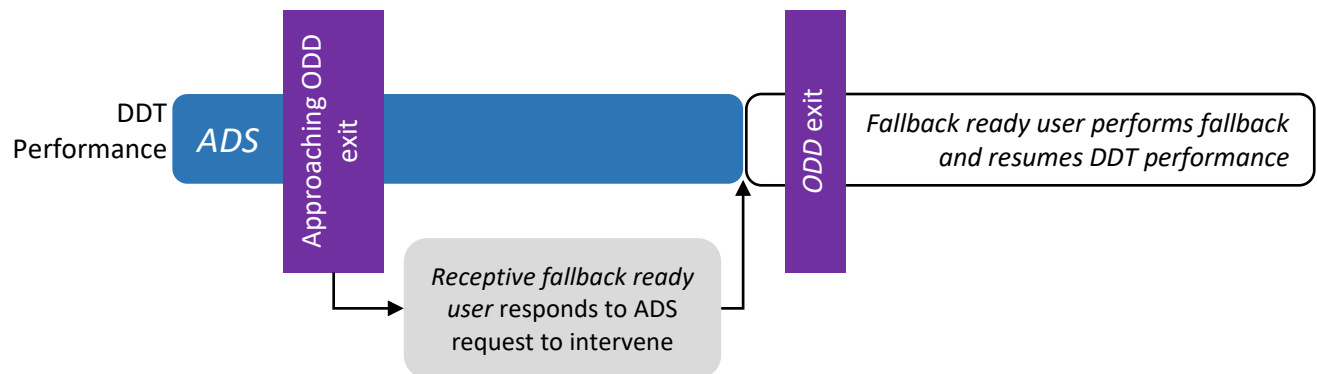 DDT
Performance
ADS
Approaching ODD
exit
Receptive fallback ready
user responds to ADS
request to intervene
ODD exit
Fallback ready user performs fallback
and resumes DDT performance